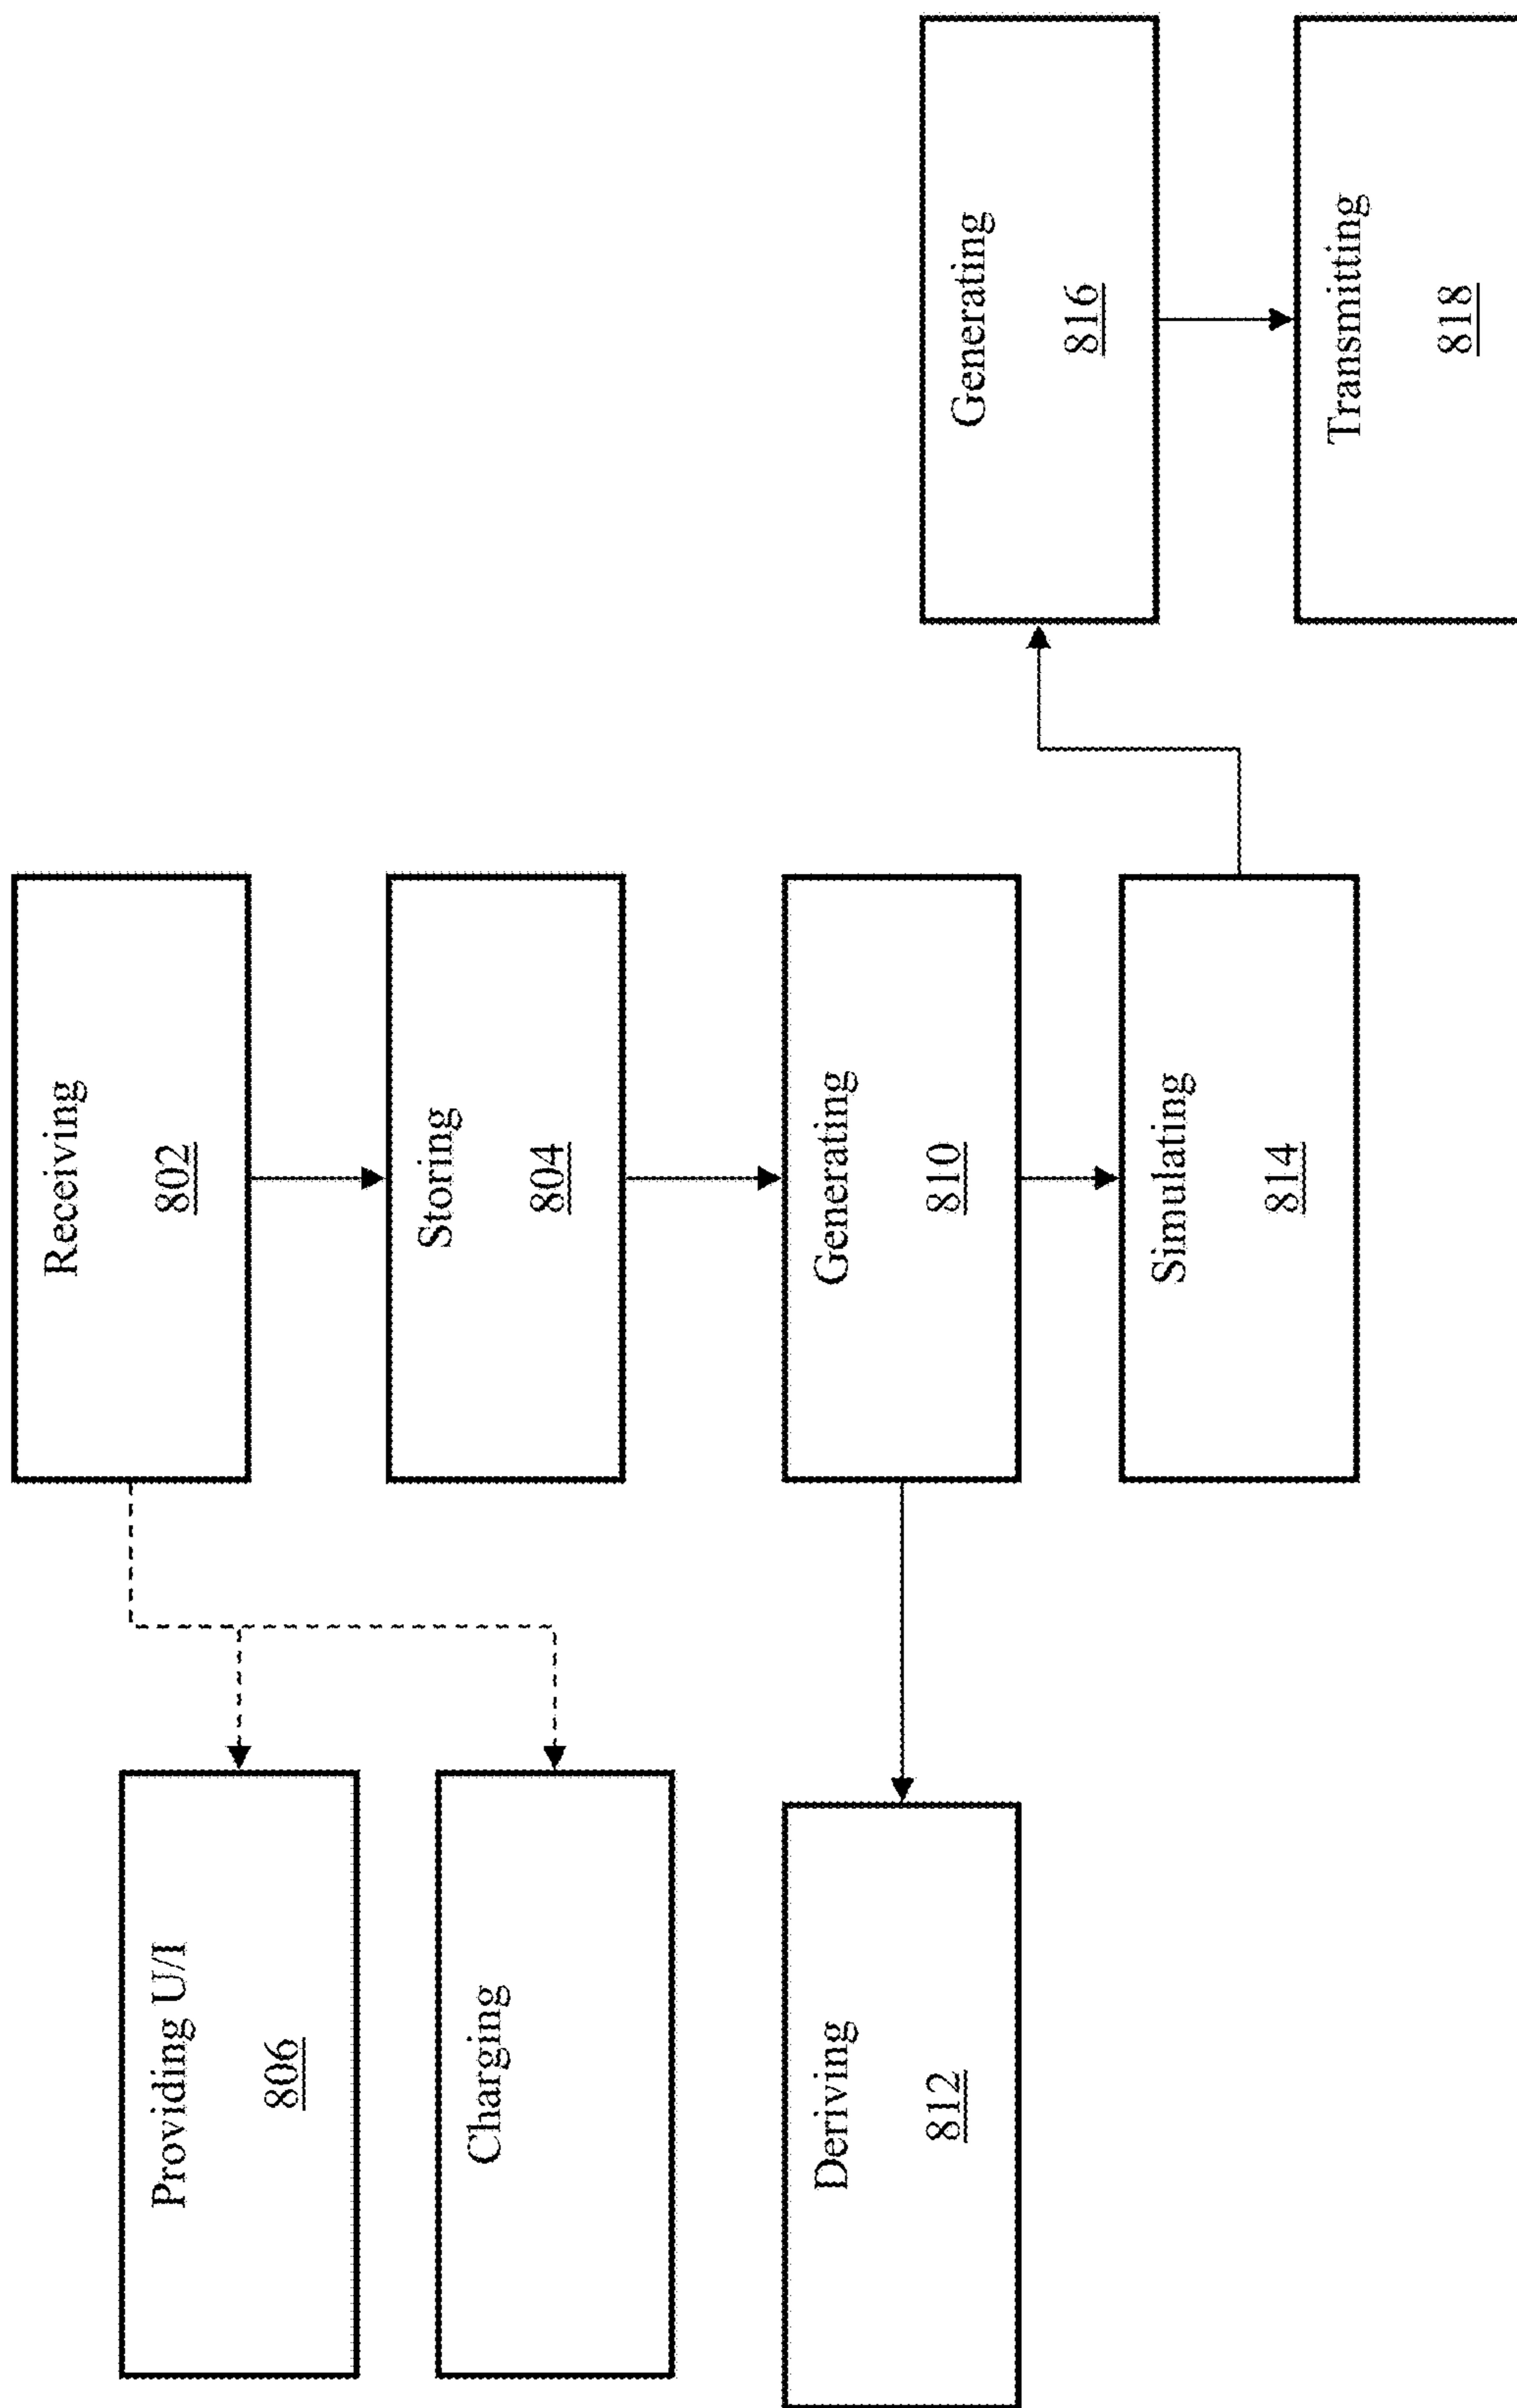 Receiving
802
Storing
804
Providing U/I
806
Charging
Generating
810
Deriving
812
Simulating
814
Generating
816
Transmitting
818